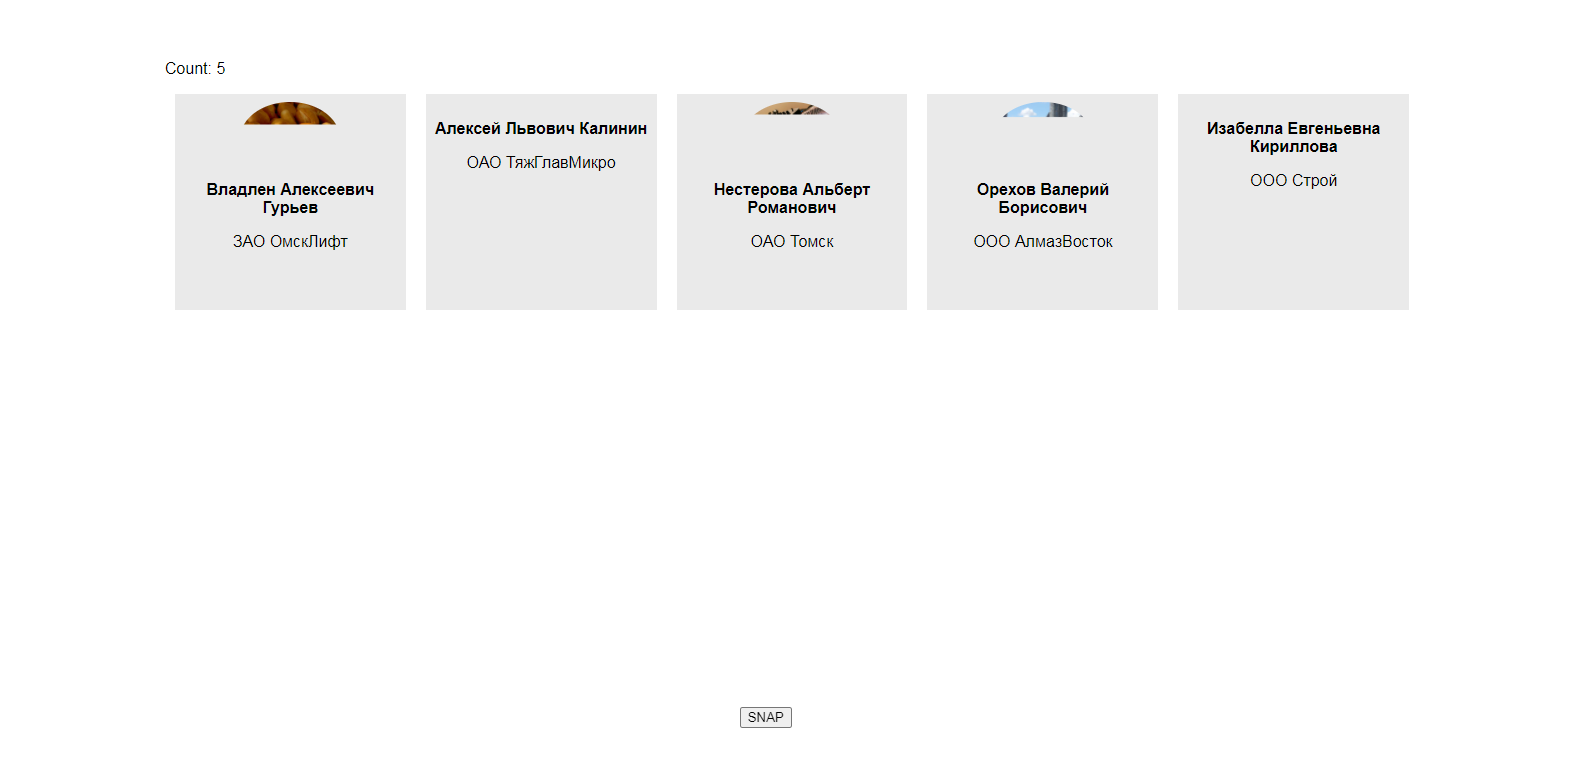 Count: 5
Владлен Алексеевич
Гурьев
ЗАО ОмскЛифт
Алексей Львович Калинин
ОАО ТяжГлавМикро
Нестерова Альберт
Романович
ОАО Томск
Орехов Валерий
Борисович
ООО АлмазВосток
Изабелла Евгеньевна
Кириллова
ООО Строй
SNAP